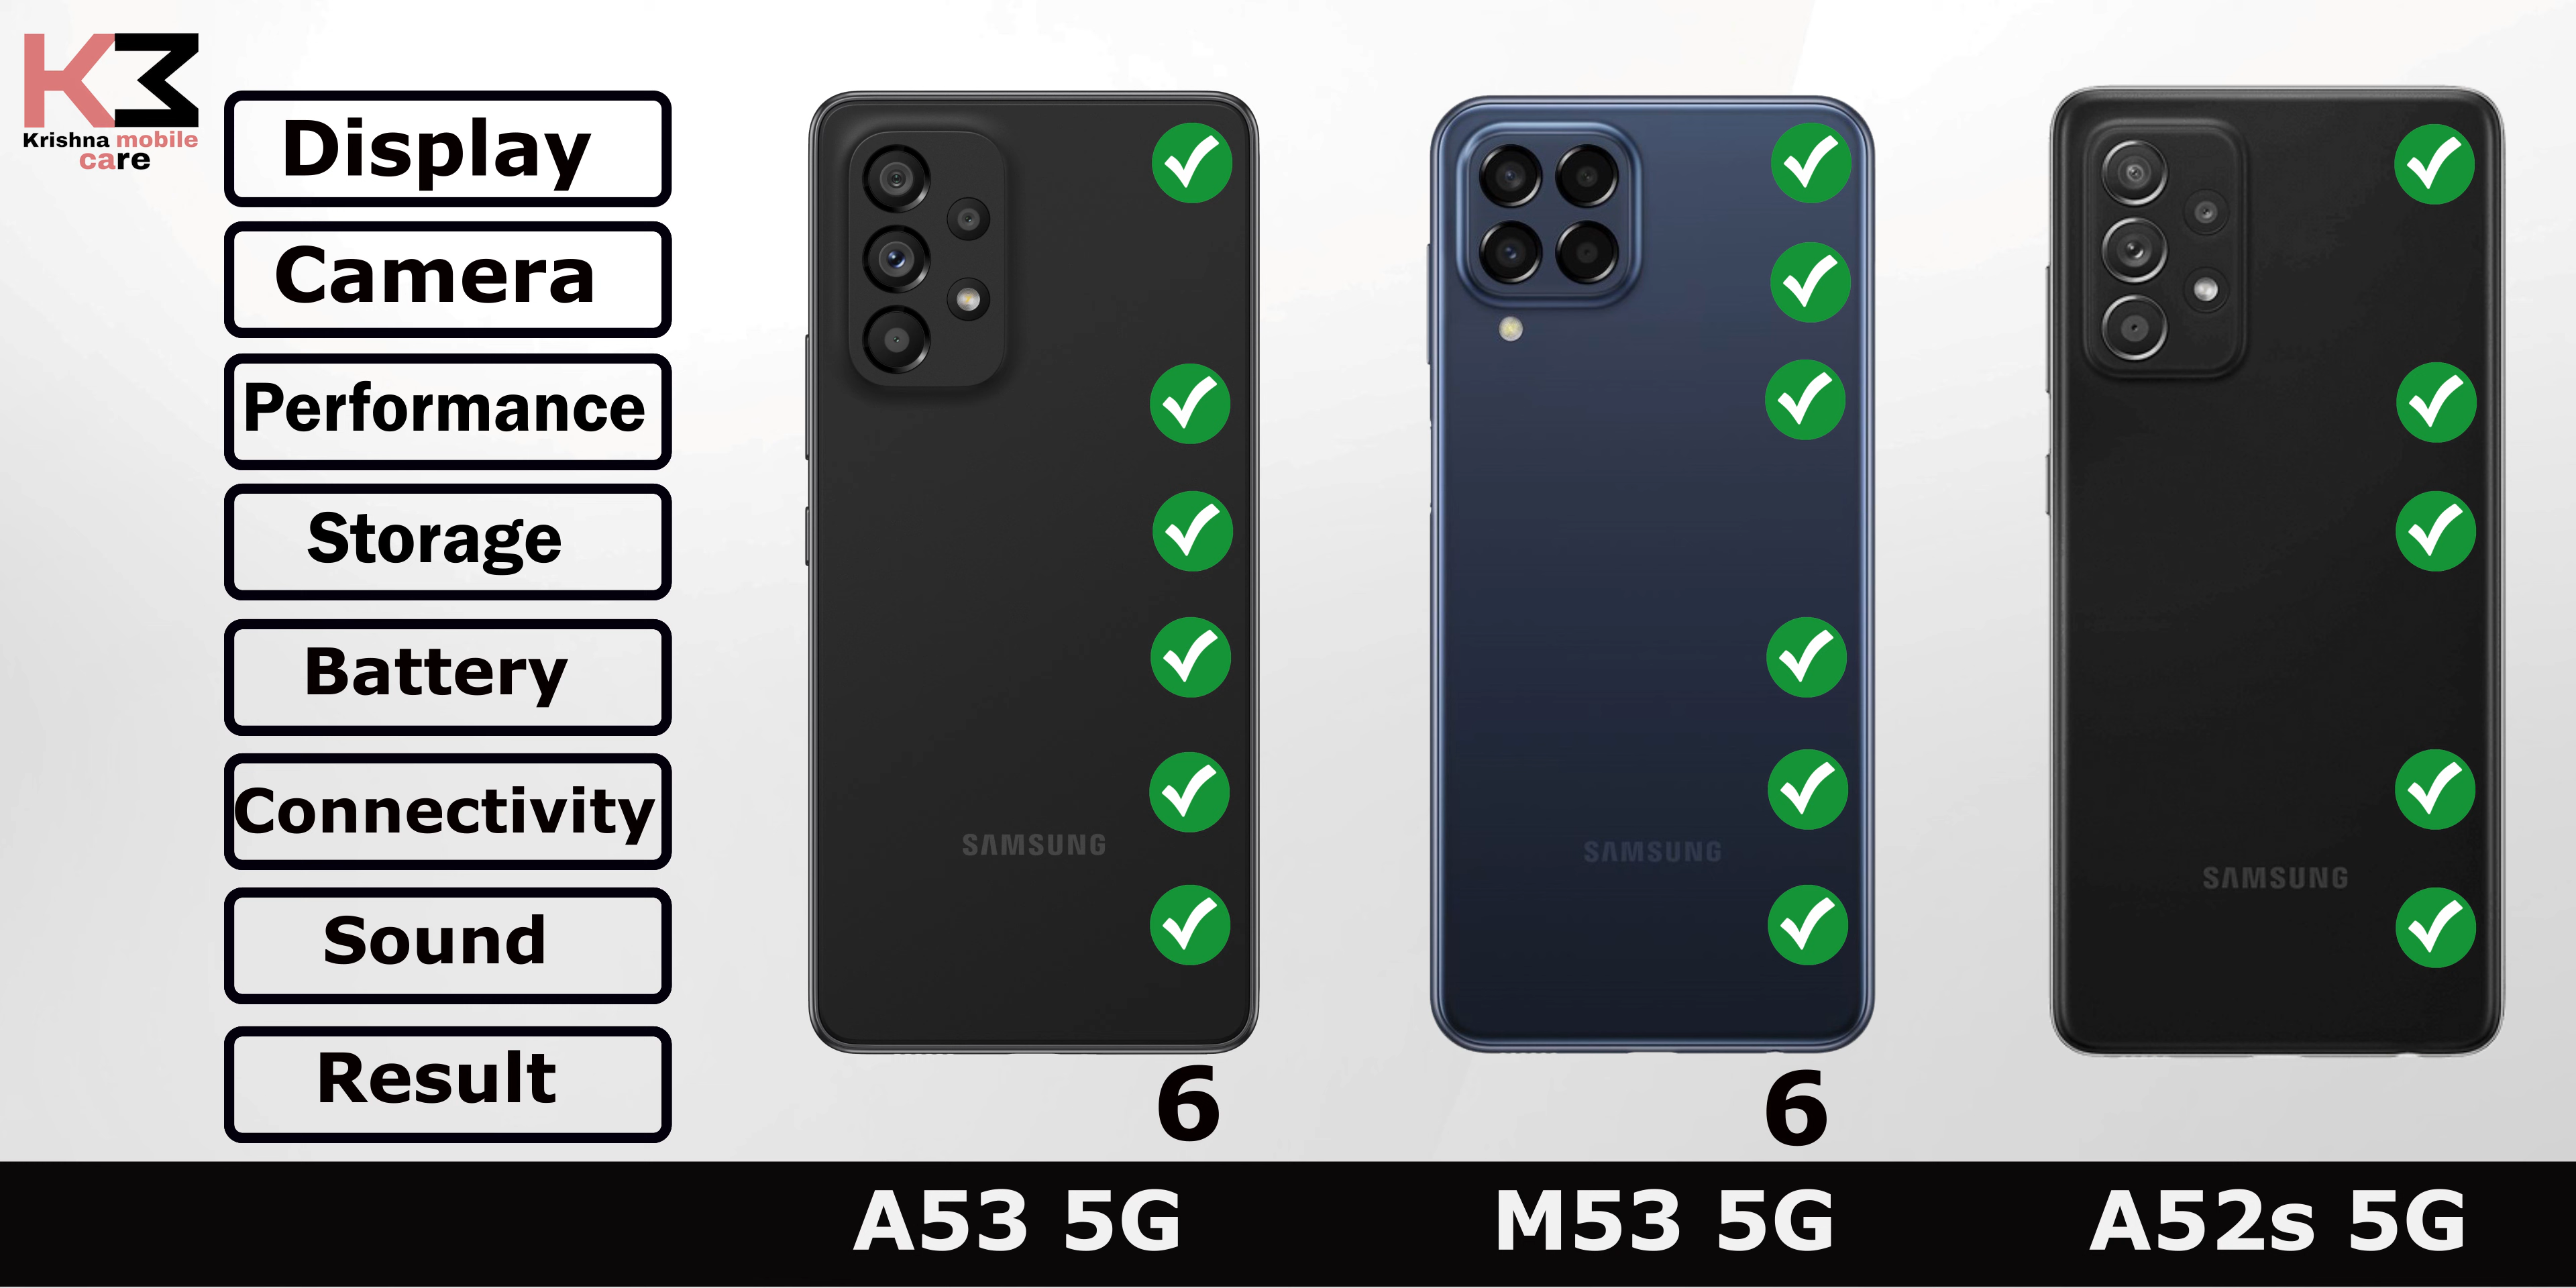 K3
Krishna mobile
care
Display
Camera
Performance
Storage
Battery
Connectivity
Sound
Result
SAMSUNG
SAMSUNG
SAMSUNG
6
6
A53 5G
M53 5G
A52s 5G